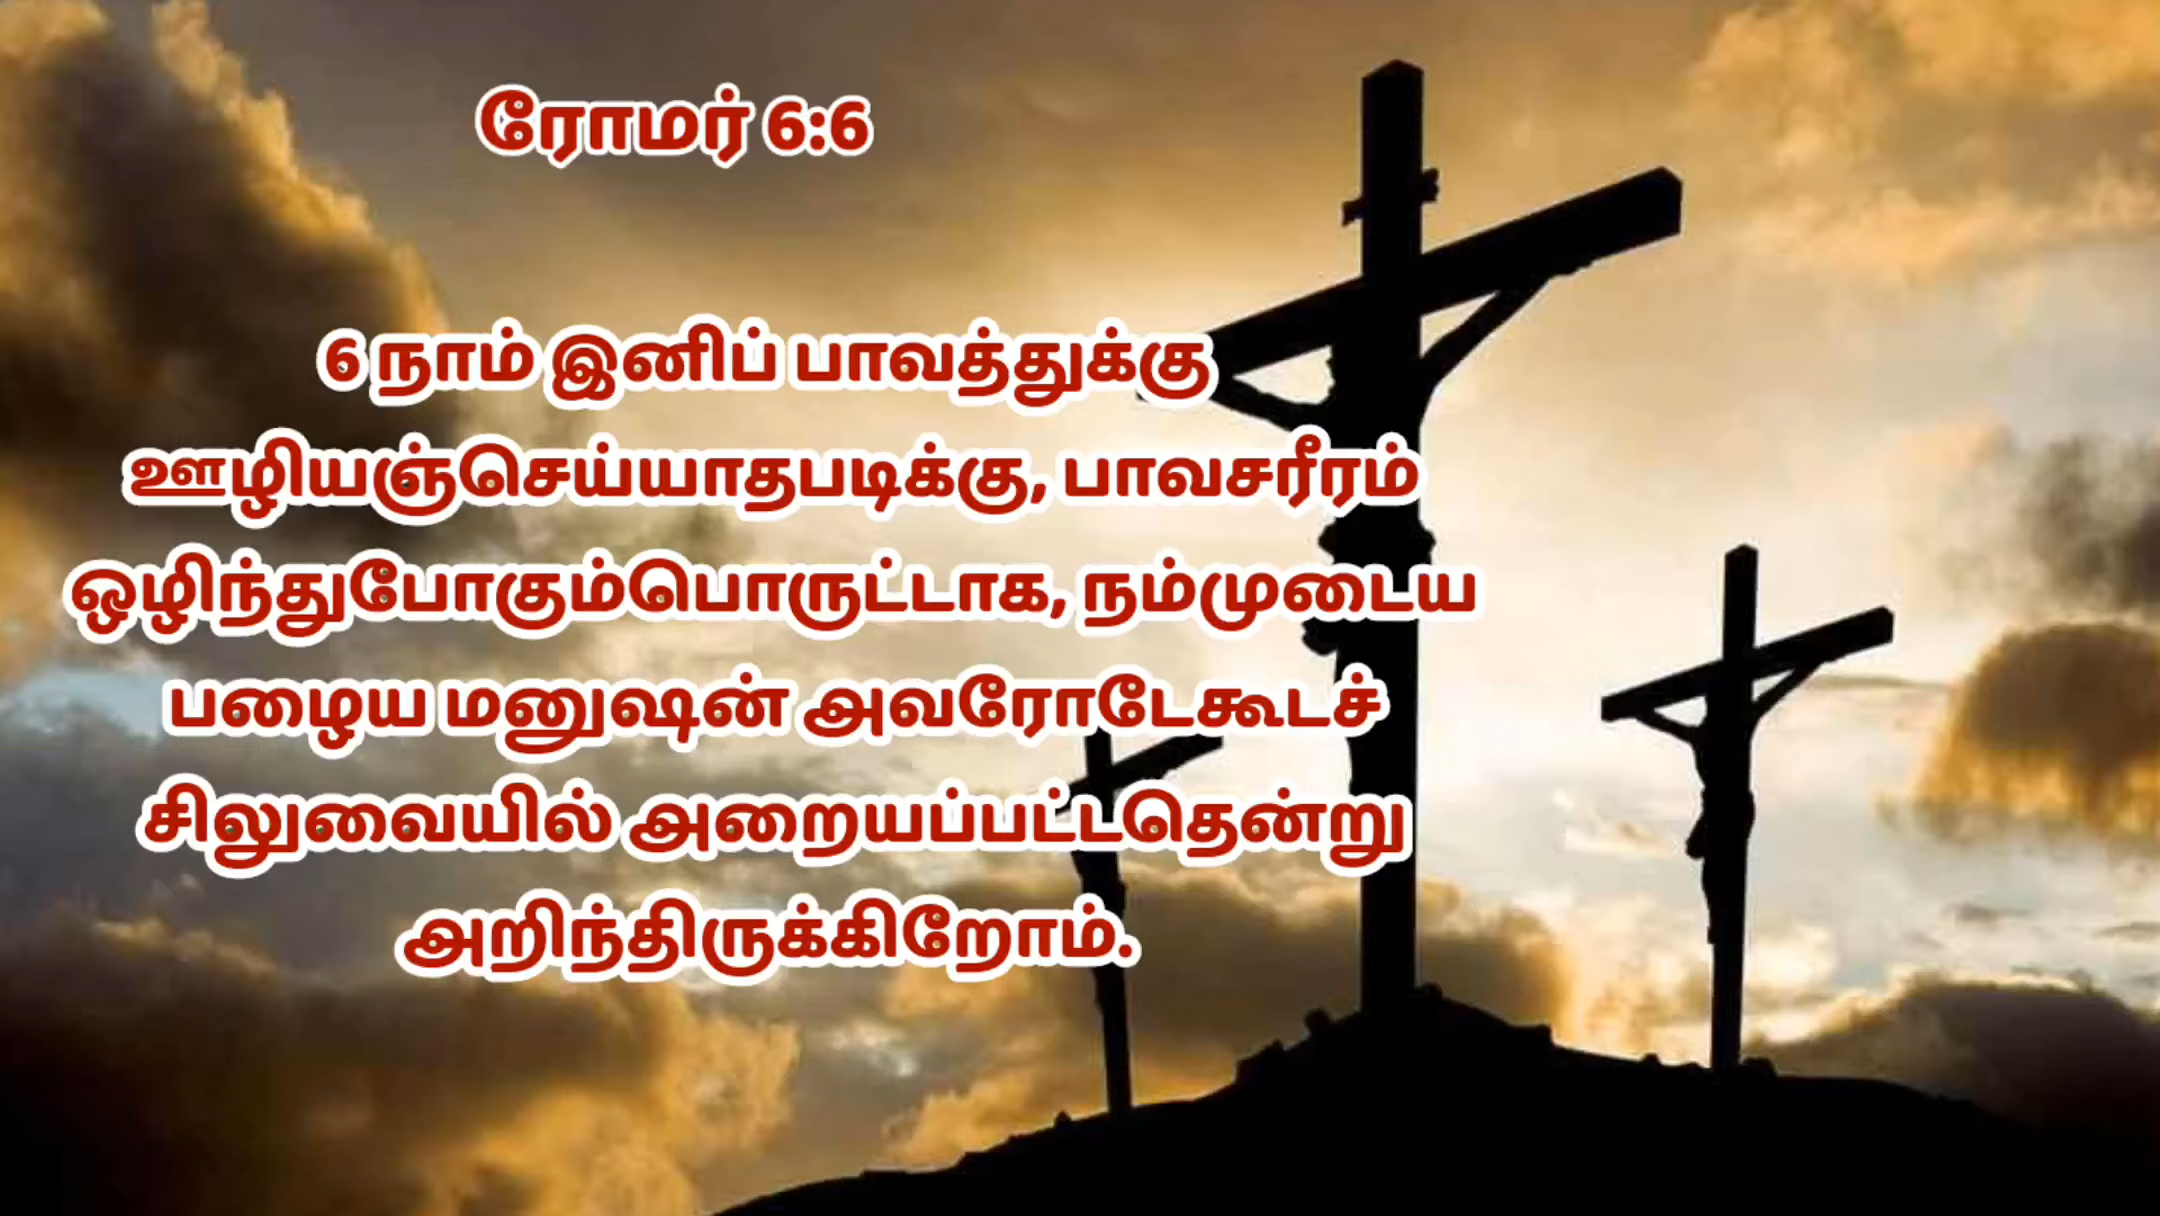 ரோமர் 6:6
6 நாம் இனிப் பாவத்துக்கு
ஊழியஞ்செய்யாதபடிக்கு, பாவசரீரம்
ஒழிந்துபோகும்பொருட்டாக, நம்முடைய
பழைய மனுஷன் அவரோடேகூடச்
சிலுவையில் அறையப்பட்டதென்று
அறிந்திருக்கிறோம்.